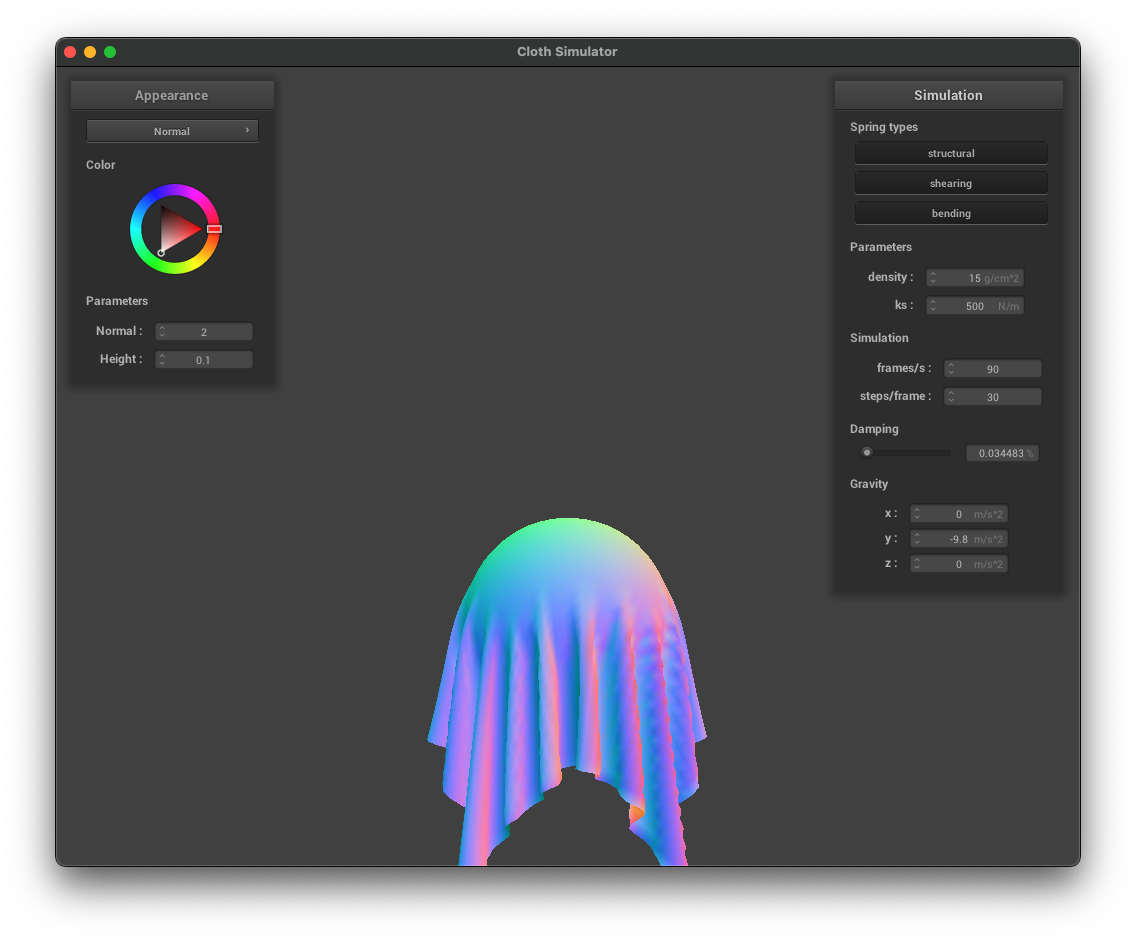 Cloth Simulator
Appearance
Normal ›
Color
Parameters
Normal : 2
Height : 0.1
Simulation
Spring types
structural
shearing
bending
Parameters
density : 15 g/cm^2
ks : 500 N/m
Simulation
frames/s : 90
steps/frame : 30
Damping
0.034483 %
Gravity
x : 0 m/s^2
y : -9.8 m/s^2
z : 0 m/s^2